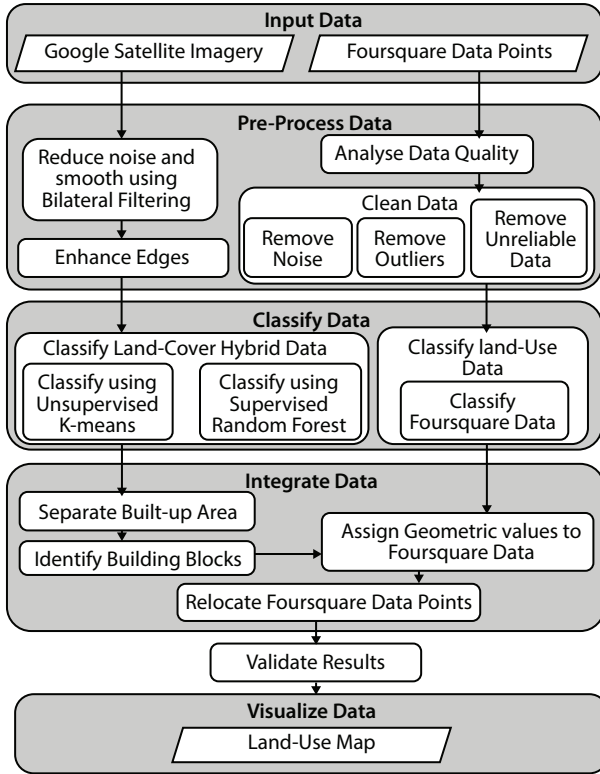 Input Data
Google Satellite Imagery
Foursquare Data Points
Pre-Process Data
Reduce noise and
smooth using
Bilateral Filtering
Enhance Edges
Analyse Data Quality
Clean Data
Remove
Noise
Remove
Outliers
Remove
Unreliable
Data
Classify Data
Classify Land-Cover Hybrid Data
Classify using
Unsupervised
K-means
Classify using
Supervised
Random Forest
Classify land-Use
Data
Classify
Foursquare Data
Integrate Data
Separate Built-up Area
Identify Building Blocks
Assign Geometric values to
Foursquare Data
Relocate Foursquare Data Points
Validate Results
Visualize Data
Land-Use Map